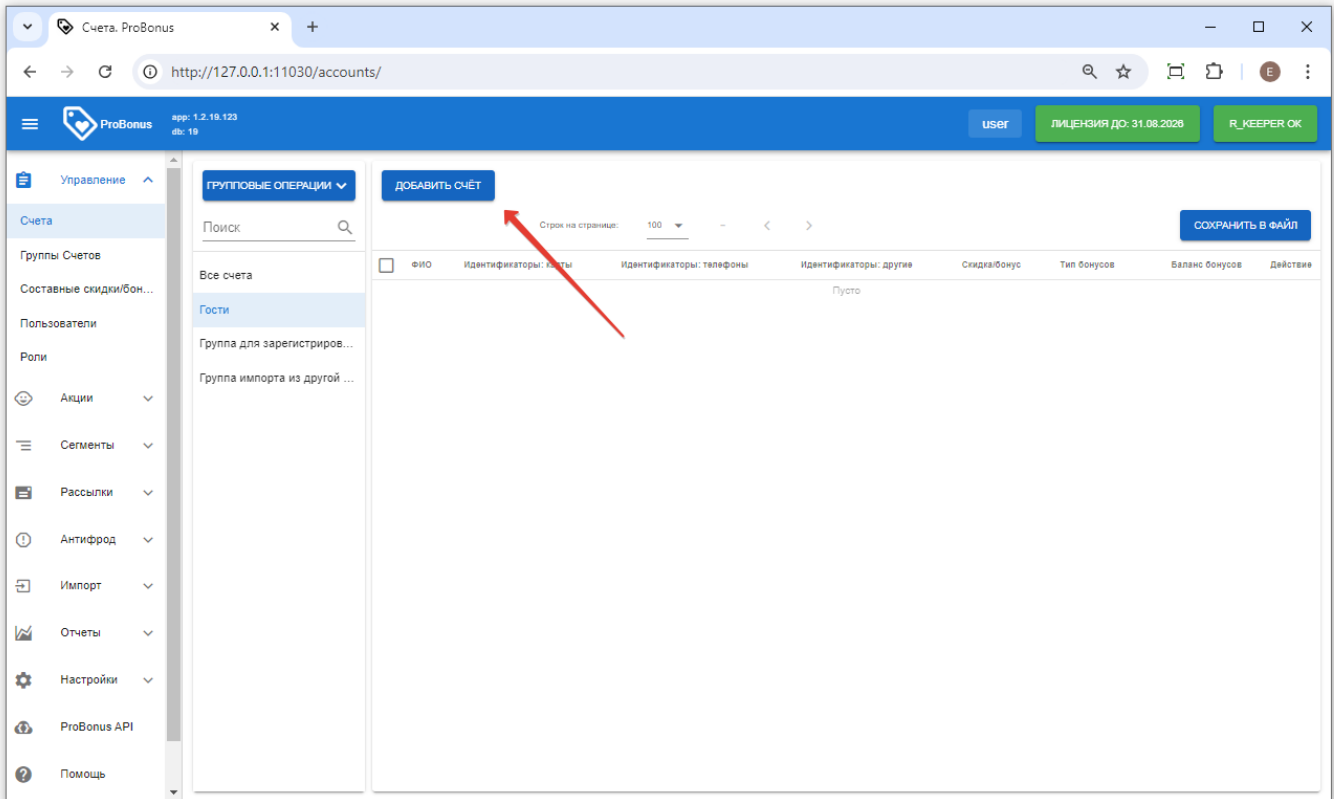 Счета. ProBonus
http://127.0.0.1:11030/accounts/
E
ProBonus
app: 1.2.19.123
db: 19
user
ЛИЦЕНЗИЯ ДО: 31.08.2026
R_KEEPER OK
Управление
Счета
Группы Счетов
Составные скидки/бон...
Пользователи
Роли
Акции
Сегменты
Рассылки
Антифрод
Импорт
Отчеты
Настройки
ProBonus API
Помощь
ГРУППОВЫЕ ОПЕРАЦИИ
Поиск
Все счета
Гости
Группа для зарегистриров...
Группа импорта из другой ...
ДОБАВИТЬ СЧЁТ
Строк на странице: 100 –
СОХРАНИТЬ В ФАЙЛ
ФИО Идентификаторы: карты Идентификаторы: телефоны Идентификаторы: другие Скидка/бонус Тип бонусов Баланс бонусов Действие
Пусто